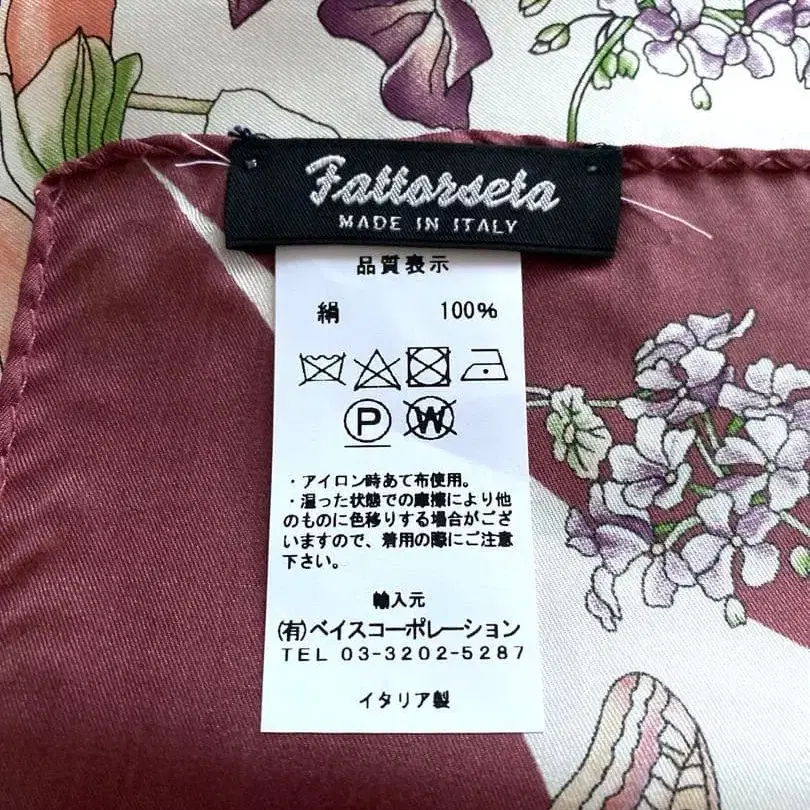 Fattorseta
MADE IN ITALY
品質表示
絹 100%
P W
・アイロン時あて布使用。
・湿った状態での摩擦により他
のものに色移りする場合がござ
いますので、着用の際にご注意
下さい。
輸入元
(有)ベイスコーポレーション
TEL 03-3202-5287
イタリア製